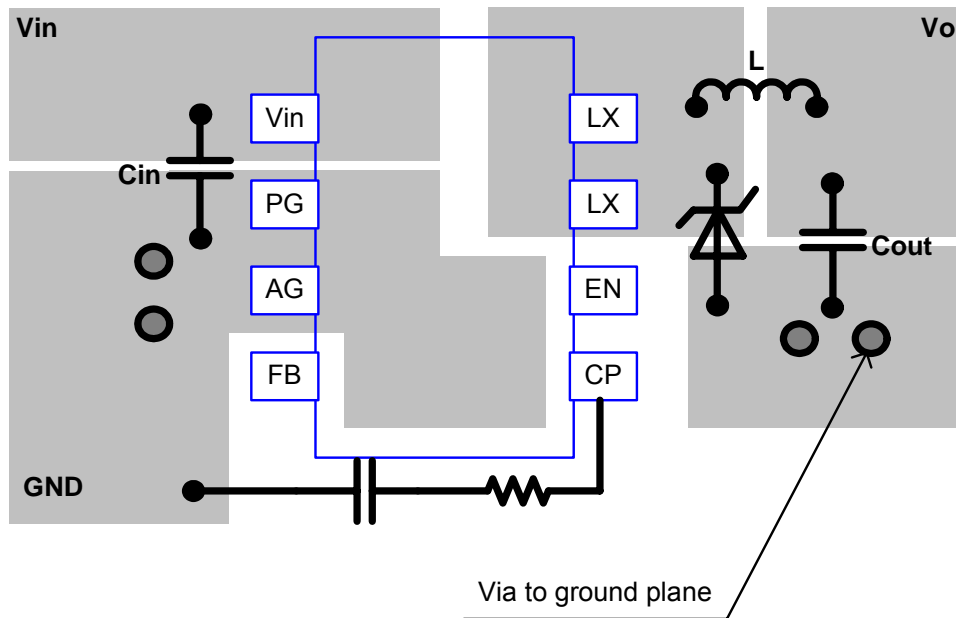 Vin
Vo
L
Vin
LX
Cin
PG
LX
Cout
AG
EN
FB
CP
GND
Via to ground plane